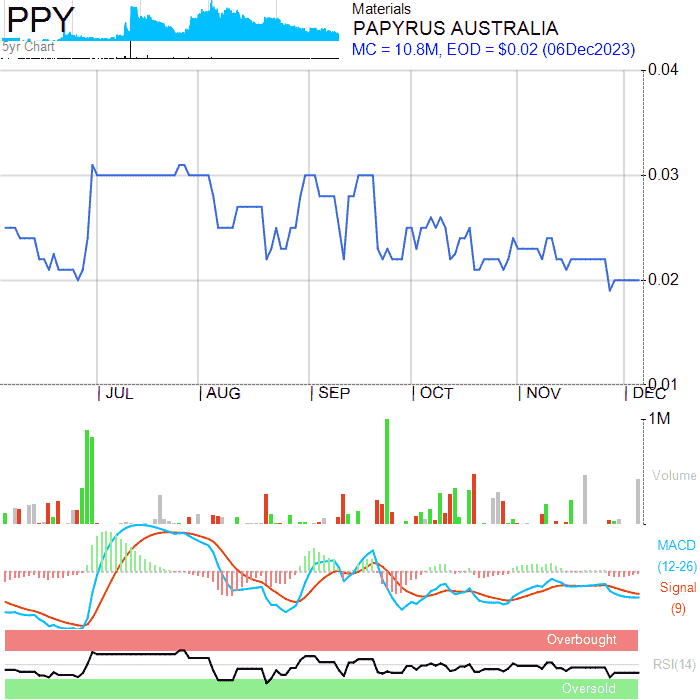 PPY
5yr Chart
Materials
PAPYRUS AUSTRALIA
MC = 10.8M, EOD = $0.02 (06Dec2023)
0.04
0.03
0.02
0.01
JUL AUG SEP OCT NOV DEC
1M
Volume
MACD
(12-26)
Signal
(9)
Overbought
RSI(14)
Oversold